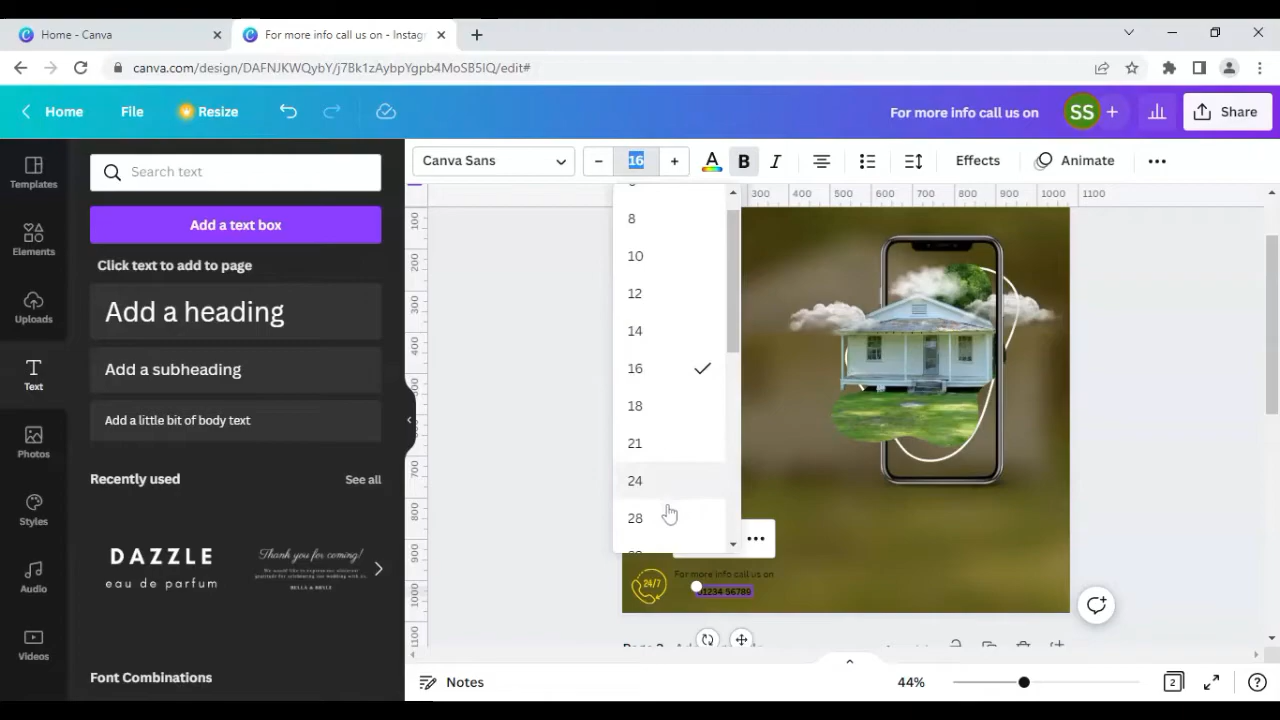 Home - Canva
For more info call us on - Instag
canva.com/design/DAFNJKWQybY/j7Bk1zAybpYgpb4MoSB5IQ/edit#
Home
File
Resize
For more info call us on
SS
Share
Templates
Elements
Uploads
Text
Photos
Styles
Audio
Videos
Search text
Add a text box
Click text to add to page
Add a heading
Add a subheading
Add a little bit of body text
Recently used
See all
DAZZLE
eau de parfum
Thank you for coming!
Font Combinations
Canva Sans
16
A
B
I
Effects
Animate
8
10
12
14
16
18
21
24
28
300
400
500
600
700
800
900
1000
1100
100
200
300
400
500
600
700
800
900
1000
1100
24/7
For more info call us on
01234 56789
Notes
44%
2